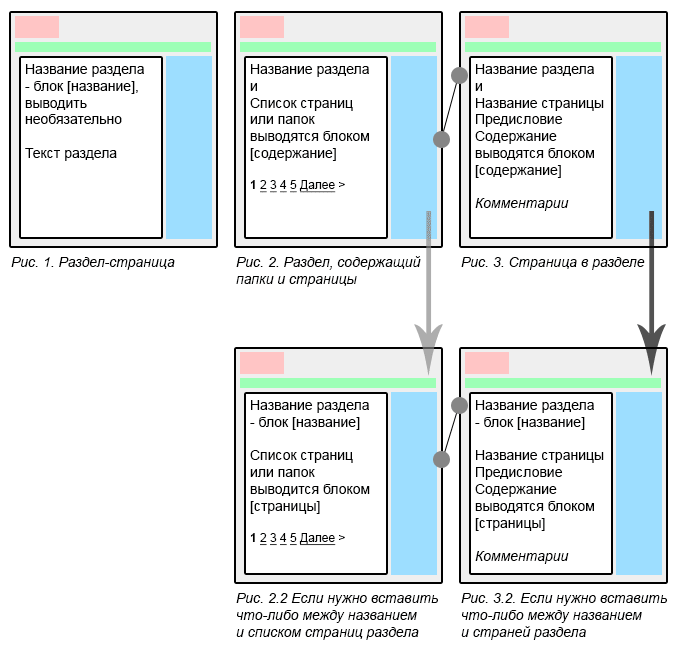 Название раздела
- блок [название],
выводить
необязательно
Текст раздела
Рис. 1. Раздел-страница
Название раздела
и
Список страниц
или папок
выводятся блоком
[содержание]
1 2 3 4 5 Далее >
Рис. 2. Раздел, содержащий
папки и страницы
Название раздела
и
Название страницы
Предисловие
Содержание
выводятся блоком
[содержание]
Комментарии
Рис. 3. Страница в разделе
Название раздела
- блок [название]
Список страниц
или папок
выводится блоком
[страницы]
1 2 3 4 5 Далее >
Рис. 2.2 Если нужно вставить
что-либо между названием
и списком страниц раздела
Название раздела
- блок [название]
Название страницы
Предисловие
Содержание
выводятся блоком
[страницы]
Комментарии
Рис. 3.2. Если нужно вставить
что-либо между названием
и страней раздела